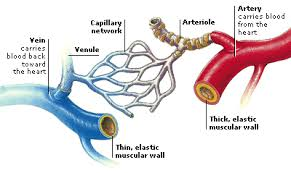 Artery
carries blood
from the
heart
Capillary
network
Arteriole
Vein
carries
blood back
toward
the heart
Venule
Thick, elastic
muscular wall
Thin, elastic
muscular wall